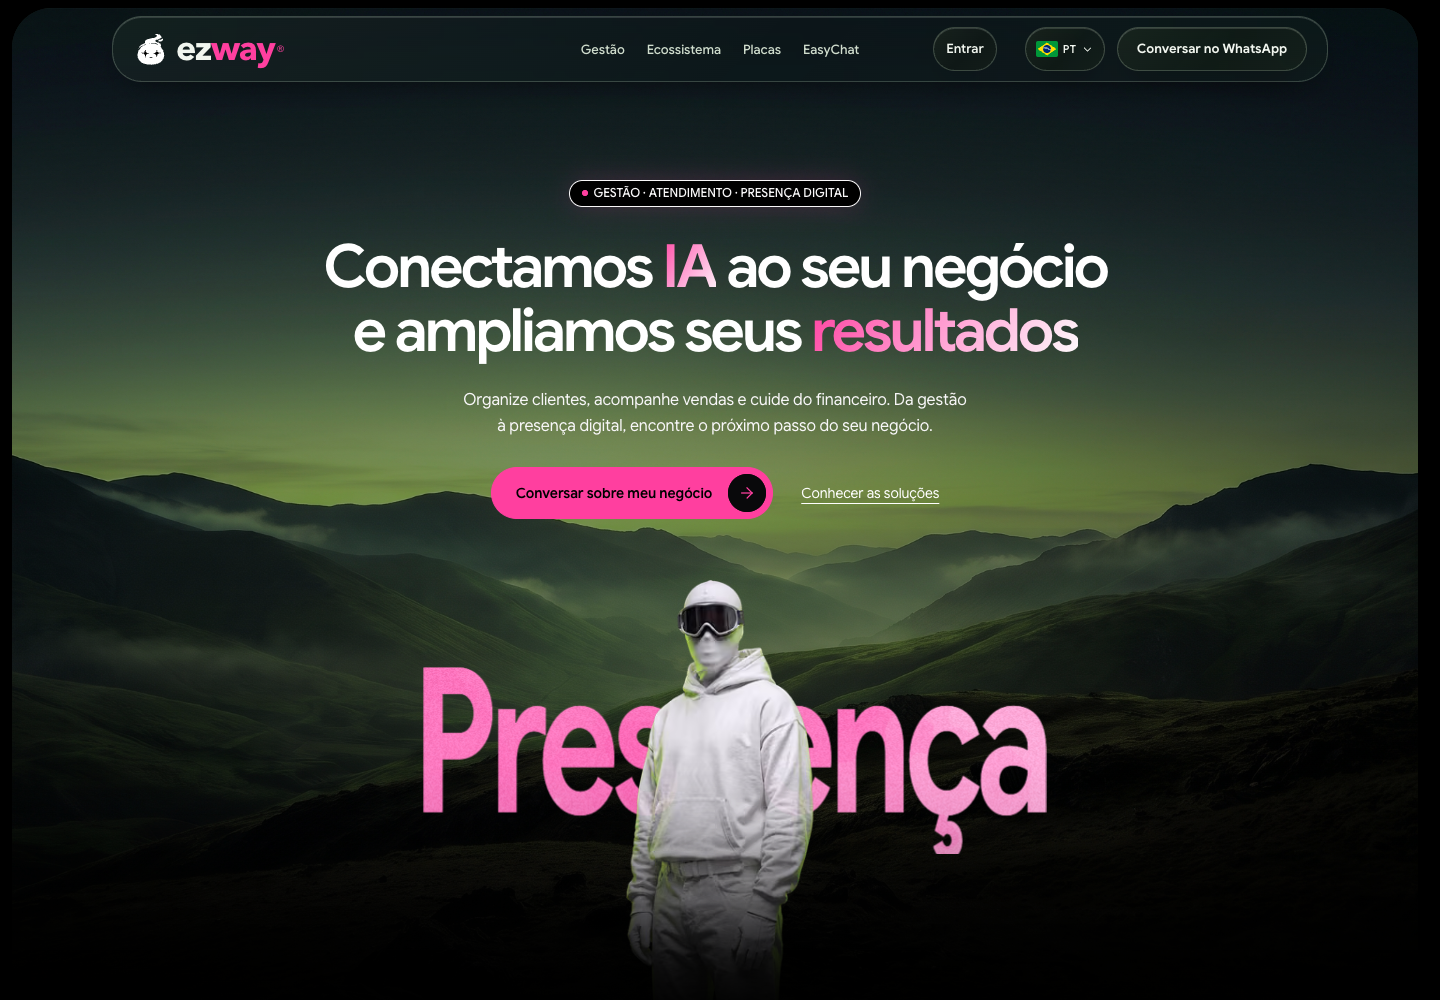 ezway®
Gestão
Ecossistema
Placas
EasyChat
Entrar
PT
Conversar no WhatsApp
GESTÃO · ATENDIMENTO · PRESENÇA DIGITAL
Conectamos IA ao seu negócio
e ampliamos seus resultados
Organize clientes, acompanhe vendas e cuide do financeiro. Da gestão
à presença digital, encontre o próximo passo do seu negócio.
Conversar sobre meu negócio
Conhecer as soluções
Presença